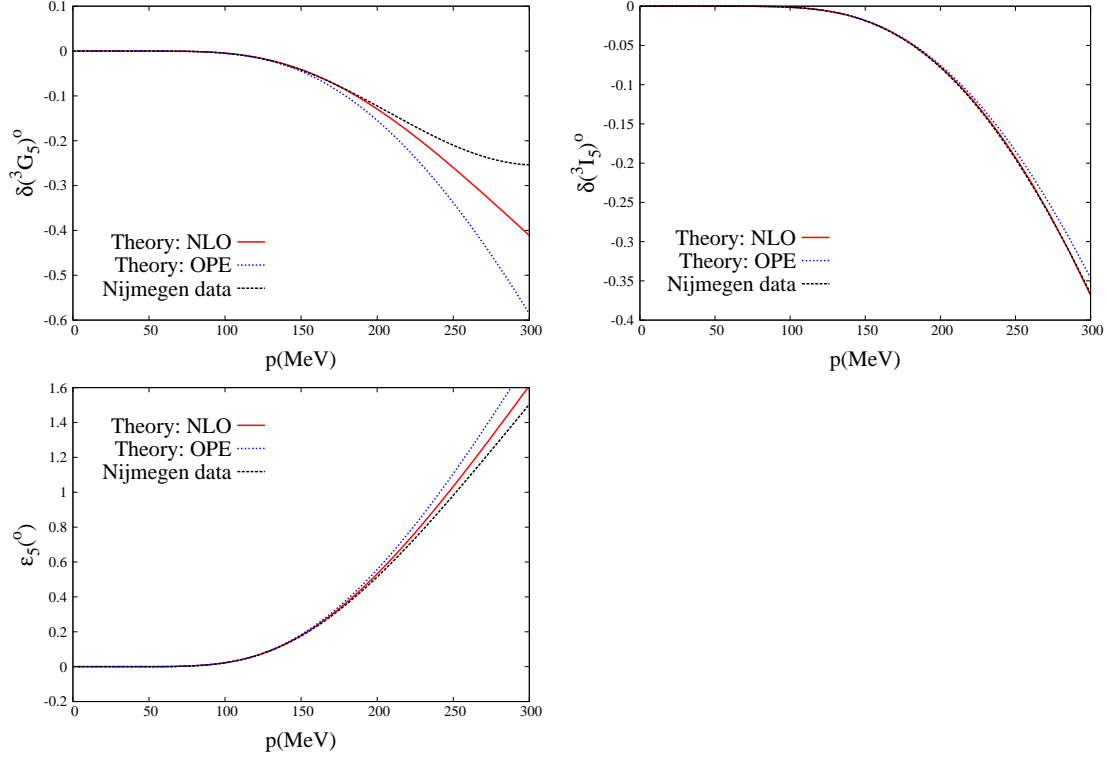 0.1
0
-0.1
-0.2
-0.3
-0.4
-0.5
-0.6
δ(³G₅)⁰
Theory: NLO
Theory: OPE
Nijmegen data
0 50 100 150 200 250 300
p(MeV)
0
-0.05
-0.1
-0.15
-0.2
-0.25
-0.3
-0.35
-0.4
δ(³I₅)⁰
Theory: NLO
Theory: OPE
Nijmegen data
0 50 100 150 200 250 300
p(MeV)
1.6
1.4
1.2
1
0.8
0.6
0.4
0.2
0
-0.2
ε₅(⁰)
Theory: NLO
Theory: OPE
Nijmegen data
0 50 100 150 200 250 300
p(MeV)